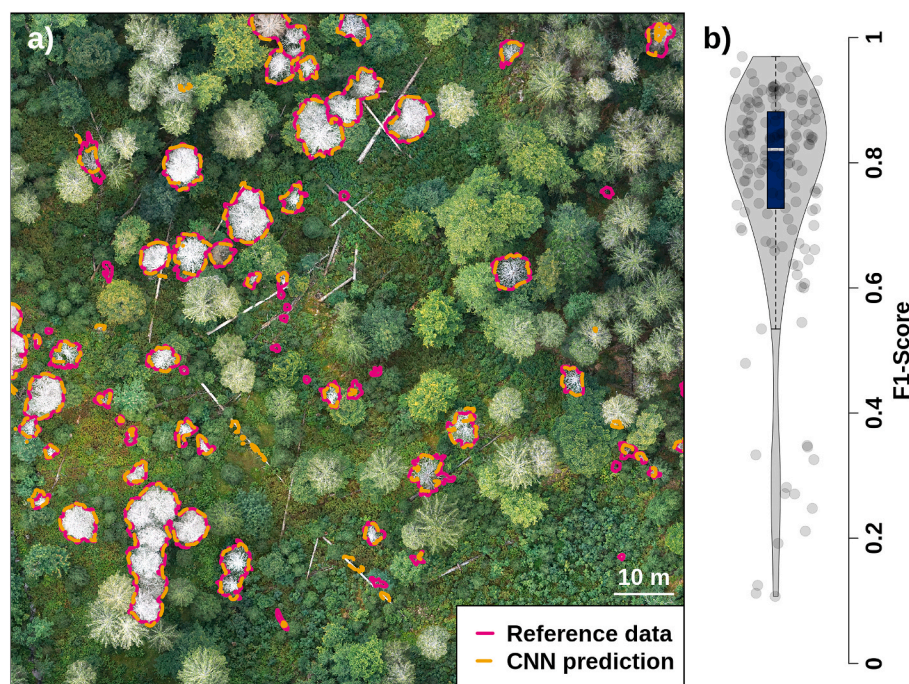 a)
10 m
Reference data
CNN prediction
b)
1
0.8
0.6
0.4
0.2
0
F1-Score